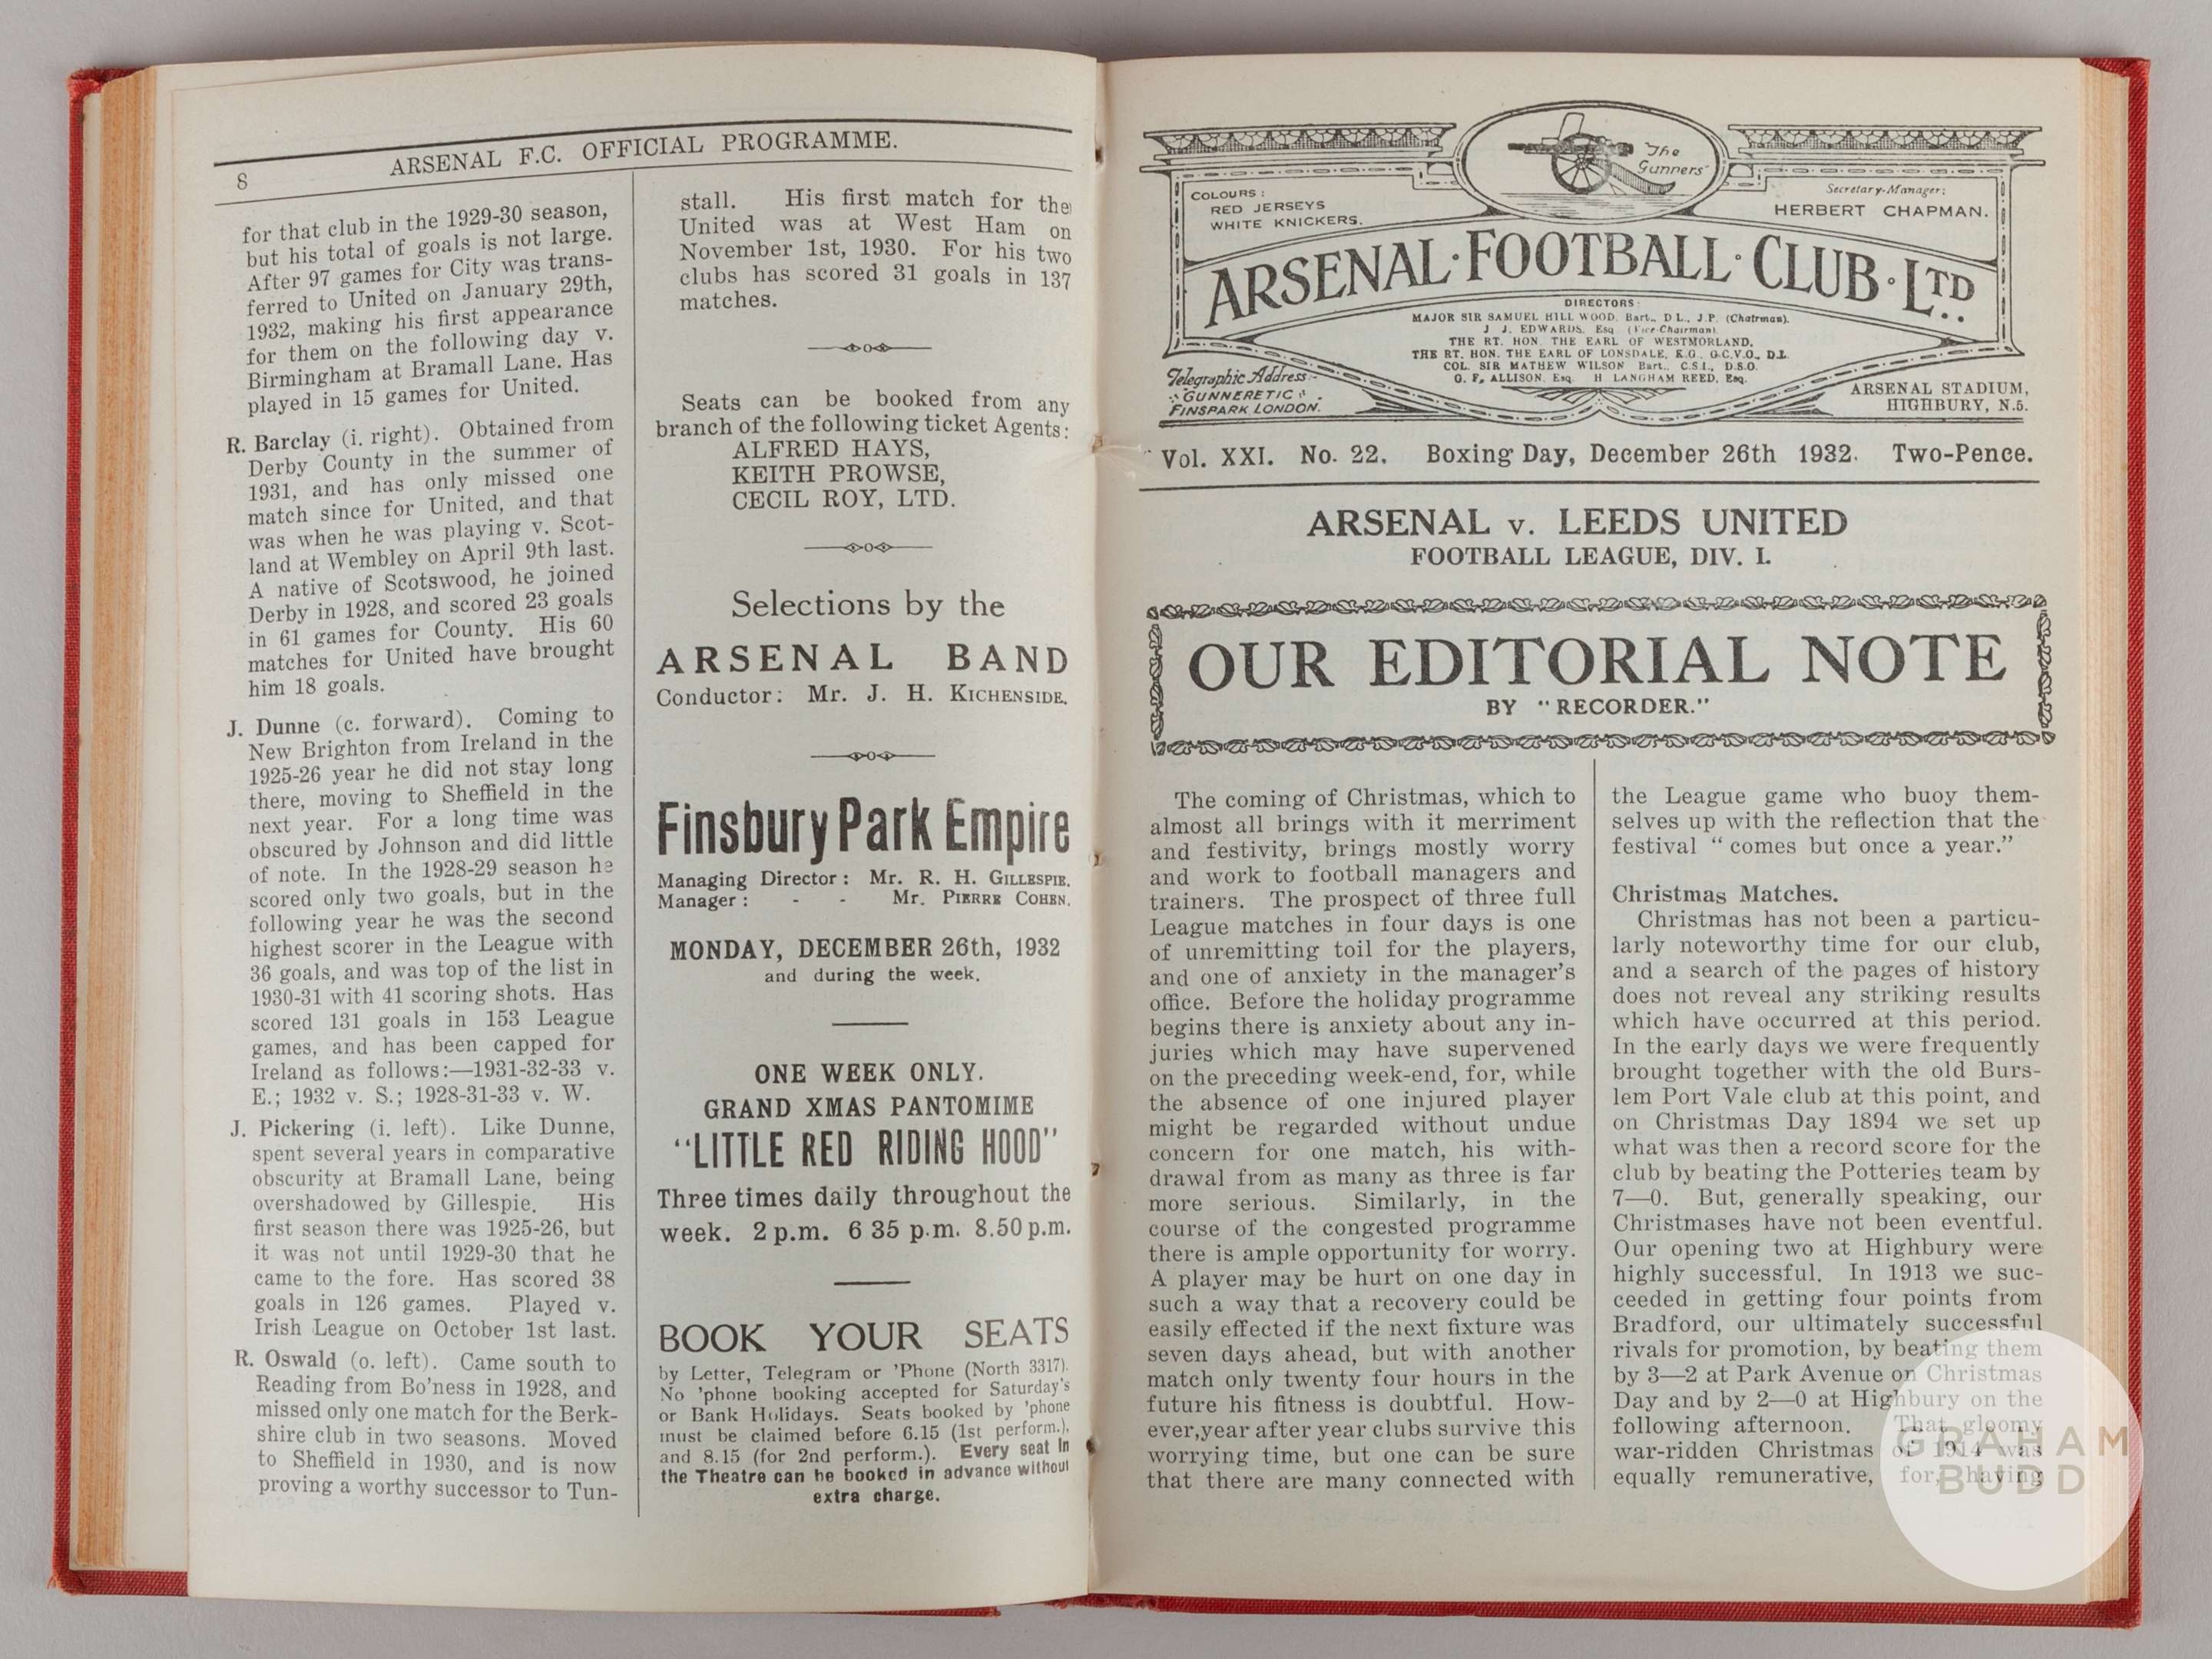 8
ARSENAL F.C. OFFICIAL PROGRAMME.
for that club in the 1929-30 season,
but his total of goals is not large.
After 97 games for City was trans-
ferred to United on January 29th,
1932, making his first appearance
for them on the following day v.
Birmingham at Bramall Lane. Has
played in 15 games for United.
R. Barclay (i. right). Obtained from
Derby County in the summer of
1931, and has only missed one
match since for United, and that
was when he was playing v. Scot-
land at Wembley on April 9th last.
A native of Scotswood, he joined
Derby in 1928, and scored 23 goals
in 61 games for County. His 60
matches for United have brought
him 18 goals.
J. Dunne (c. forward). Coming to
New Brighton from Ireland in the
1925-26 year he did not stay long
there, moving to Sheffield in the
next year. For a long time was
obscured by Johnson and did little
of note. In the 1928-29 season he
scored only two goals, but in the
following year he was the second
highest scorer in the League with
36 goals, and was top of the list in
1930-31 with 41 scoring shots. Has
scored 131 goals in 153 League
games, and has been capped for
Ireland as follows:—1931-32-33 v.
E.; 1932 v. S.; 1928-31-33 v. W.
J. Pickering (i. left). Like Dunne,
spent several years in comparative
obscurity at Bramall Lane, being
overshadowed by Gillespie. His
first season there was 1925-26, but
it was not until 1929-30 that he
came to the fore. Has scored 38
goals in 126 games. Played v.
Irish League on October 1st last.
R. Oswald (o. left). Came south to
Reading from Bo'ness in 1928, and
missed only one match for the Berk-
shire club in two seasons. Moved
to Sheffield in 1930, and is now
proving a worthy successor to Tun-
stall. His first match for the
United was at West Ham on
November 1st, 1930. For his two
clubs has scored 31 goals in 137
matches.
Seats can be booked from any
branch of the following ticket Agents:
ALFRED HAYS,
KEITH PROWSE,
CECIL ROY, LTD.
Selections by the
ARSENAL BAND
Conductor: Mr. J. H. KICHENSIDE.
Finsbury Park Empire
Managing Director: Mr. R. H. GILLESPIE.
Manager: - - Mr. PIERRE COHEN.
MONDAY, DECEMBER 26th, 1932
and during the week.
ONE WEEK ONLY.
GRAND XMAS PANTOMIME
"LITTLE RED RIDING HOOD"
Three times daily throughout the
week. 2 p.m. 6 35 p.m. 8.50 p.m.
BOOK YOUR SEATS
by Letter, Telegram or 'Phone (North 3317).
No 'phone booking accepted for Saturday's
or Bank Holidays. Seats booked by 'phone
must be claimed before 6.15 (1st perform.),
and 8.15 (for 2nd perform.). Every seat in
the Theatre can be booked in advance without
extra charge.
The
Gunners'
COLOURS:
RED JERSEYS
WHITE KNICKERS.
Secretary-Manager:
HERBERT CHAPMAN.
ARSENAL·FOOTBALL·CLUB·LTD..
DIRECTORS:
MAJOR SIR SAMUEL HILL WOOD. Bart., D L., J.P. (Chairman).
J J. EDWARDS. Esq. (Vice-Chairman).
THE RT. HON. THE EARL OF WESTMORLAND.
THE RT. HON. THE EARL OF LONSDALE, K.G., G.C.V.O., D.L.
COL. SIR MATHEW WILSON Bart., C.S.I., D.S.O.
G. F. ALLISON. Esq. H LANGHAM REED, Esq.
Telegraphic Address:-
"GUNNERETIC".
FINSPARK LONDON.
ARSENAL STADIUM,
HIGHBURY, N.5.
Vol. XXI. No. 22. Boxing Day, December 26th 1932. Two-Pence.
ARSENAL v. LEEDS UNITED
FOOTBALL LEAGUE, DIV. I.
OUR EDITORIAL NOTE
BY "RECORDER."
The coming of Christmas, which to
almost all brings with it merriment
and festivity, brings mostly worry
and work to football managers and
trainers. The prospect of three full
League matches in four days is one
of unremitting toil for the players,
and one of anxiety in the manager's
office. Before the holiday programme
begins there is anxiety about any in-
juries which may have supervened
on the preceding week-end, for, while
the absence of one injured player
might be regarded without undue
concern for one match, his with-
drawal from as many as three is far
more serious. Similarly, in the
course of the congested programme
there is ample opportunity for worry.
A player may be hurt on one day in
such a way that a recovery could be
easily effected if the next fixture was
seven days ahead, but with another
match only twenty four hours in the
future his fitness is doubtful. How-
ever,year after year clubs survive this
worrying time, but one can be sure
that there are many connected with
the League game who buoy them-
selves up with the reflection that the
festival "comes but once a year."
Christmas Matches.
Christmas has not been a particu-
larly noteworthy time for our club,
and a search of the pages of history
does not reveal any striking results
which have occurred at this period.
In the early days we were frequently
brought together with the old Burs-
lem Port Vale club at this point, and
on Christmas Day 1894 we set up
what was then a record score for the
club by beating the Potteries team by
7—0. But, generally speaking, our
Christmases have not been eventful.
Our opening two at Highbury were
highly successful. In 1913 we suc-
ceeded in getting four points from
Bradford, our ultimately successful
rivals for promotion, by beating them
by 3—2 at Park Avenue on Christmas
Day and by 2—0 at Highbury on the
following afternoon. That gloomy
war-ridden Christmas of 1914 was
equally remunerative, for, having
GRAHAM
BUDD